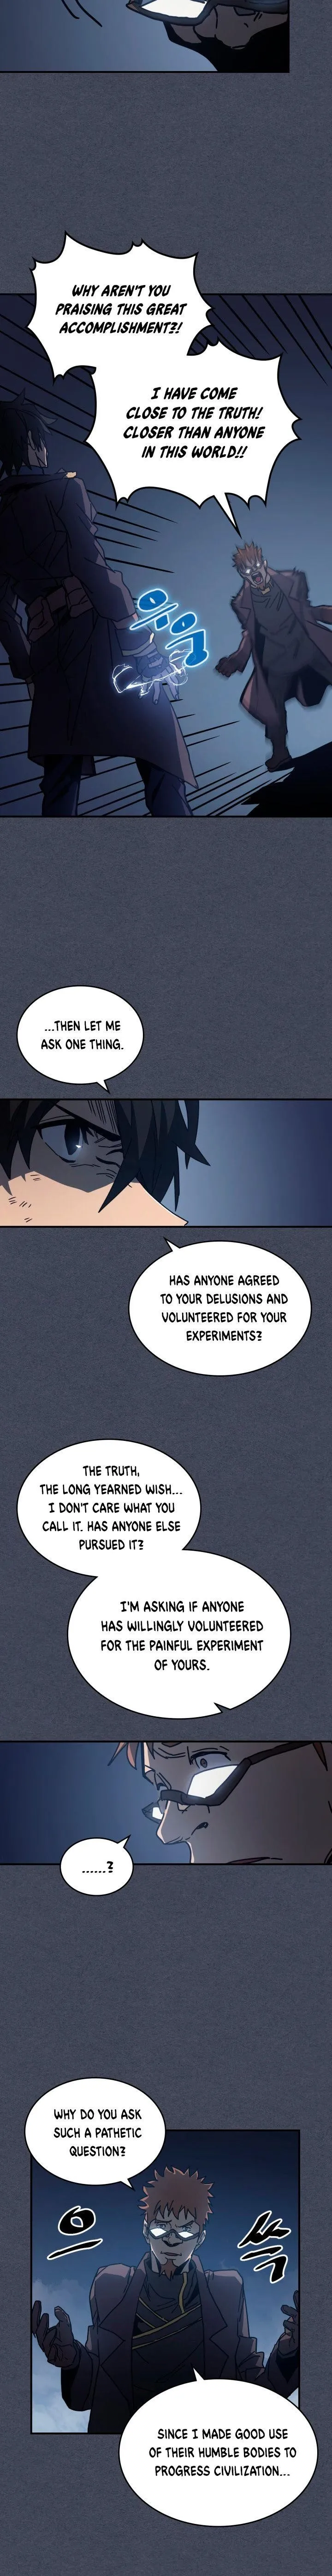 WHY AREN'T YOU
PRAISING THIS GREAT
ACCOMPLISHMENT?!
I HAVE COME
CLOSE TO THE TRUTH!
CLOSER THAN ANYONE
IN THIS WORLD!!
...THEN LET ME
ASK ONE THING.
HAS ANYONE AGREED
TO YOUR DELUSIONS AND
VOLUNTEERED FOR YOUR
EXPERIMENTS?
THE TRUTH,
THE LONG YEARNED WISH...
I DON'T CARE WHAT YOU
CALL IT. HAS ANYONE ELSE
PURSUED IT?
I'M ASKING IF ANYONE
HAS WILLINGLY VOLUNTEERED
FOR THE PAINFUL EXPERIMENT
OF YOURS.
......?
WHY DO YOU ASK
SUCH A PATHETIC
QUESTION?
SINCE I MADE GOOD USE
OF THEIR HUMBLE BODIES TO
PROGRESS CIVILIZATION...